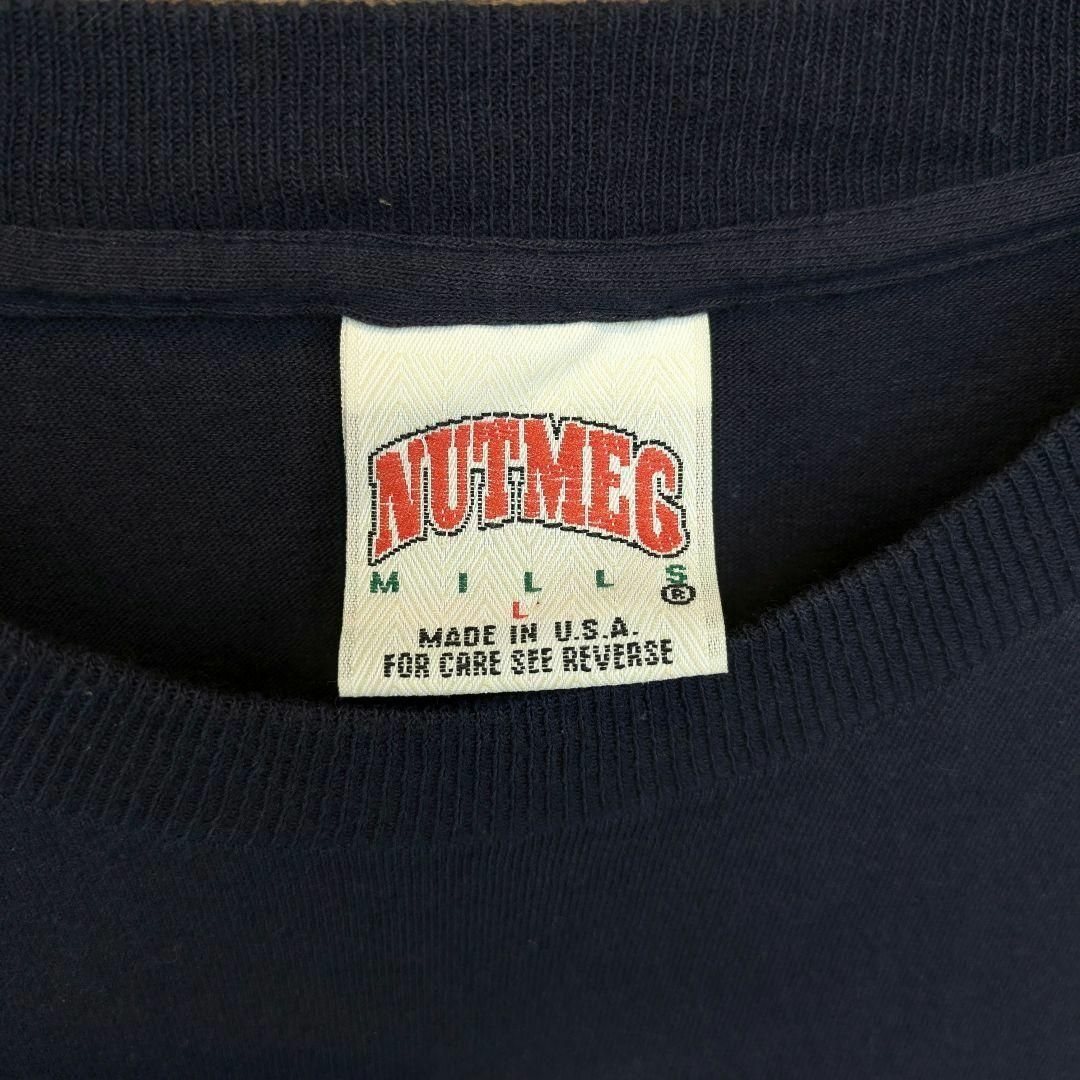 NUTMEG
MILLS®
L
MADE IN U.S.A.
FOR CARE SEE REVERSE